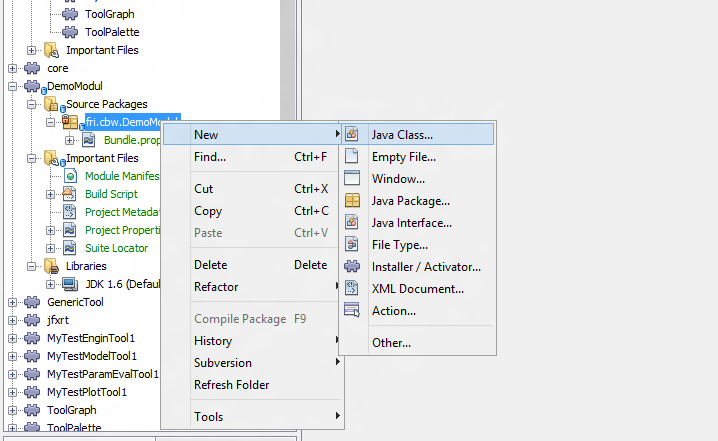 ToolGraph
ToolPalette
Important Files
core
DemoModul
Source Packages
fri.cbw.DemoModul
Bundle.prop
Important Files
Module Manifes
Build Script
Project Metada
Project Properti
Suite Locator
Libraries
JDK 1.6 (Defau
GenericTool
jfxrt
MyTestEnginTool1
MyTestModelTool1
MyTestParamEvalTool1
MyTestPlotTool1
ToolGraph
ToolPalette
New
Find... Ctrl+F
Cut Ctrl+X
Copy Ctrl+C
Paste Ctrl+V
Delete Delete
Refactor
Compile Package F9
History
Subversion
Refresh Folder
Tools
Java Class...
Empty File...
Window...
Java Package...
Java Interface...
File Type...
Installer / Activator...
XML Document...
Action...
Other...